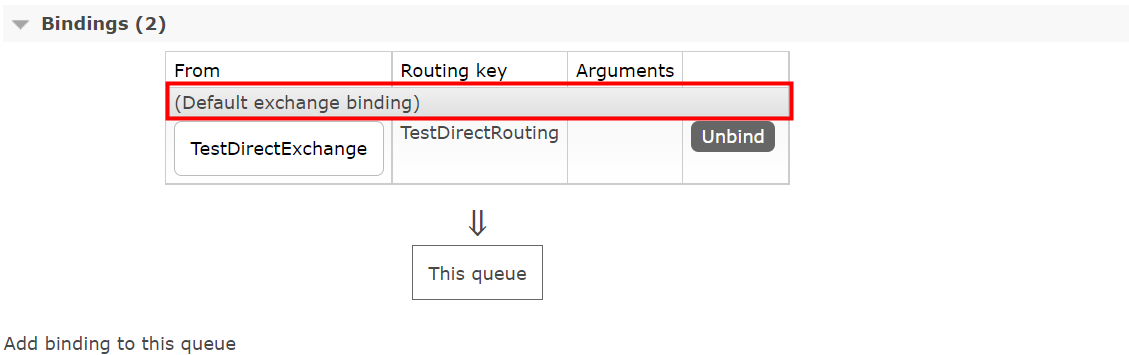 Bindings (2)
From Routing key Arguments
(Default exchange binding)
TestDirectExchange TestDirectRouting Unbind
⇓
This queue
Add binding to this queue